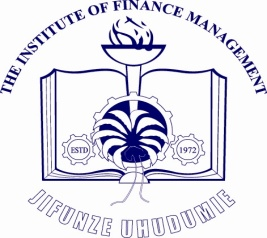 THE INSTITUTE OF FINANCE MANAGEMENT
ESTD
1972
JIFUNZE UHUDUMIE